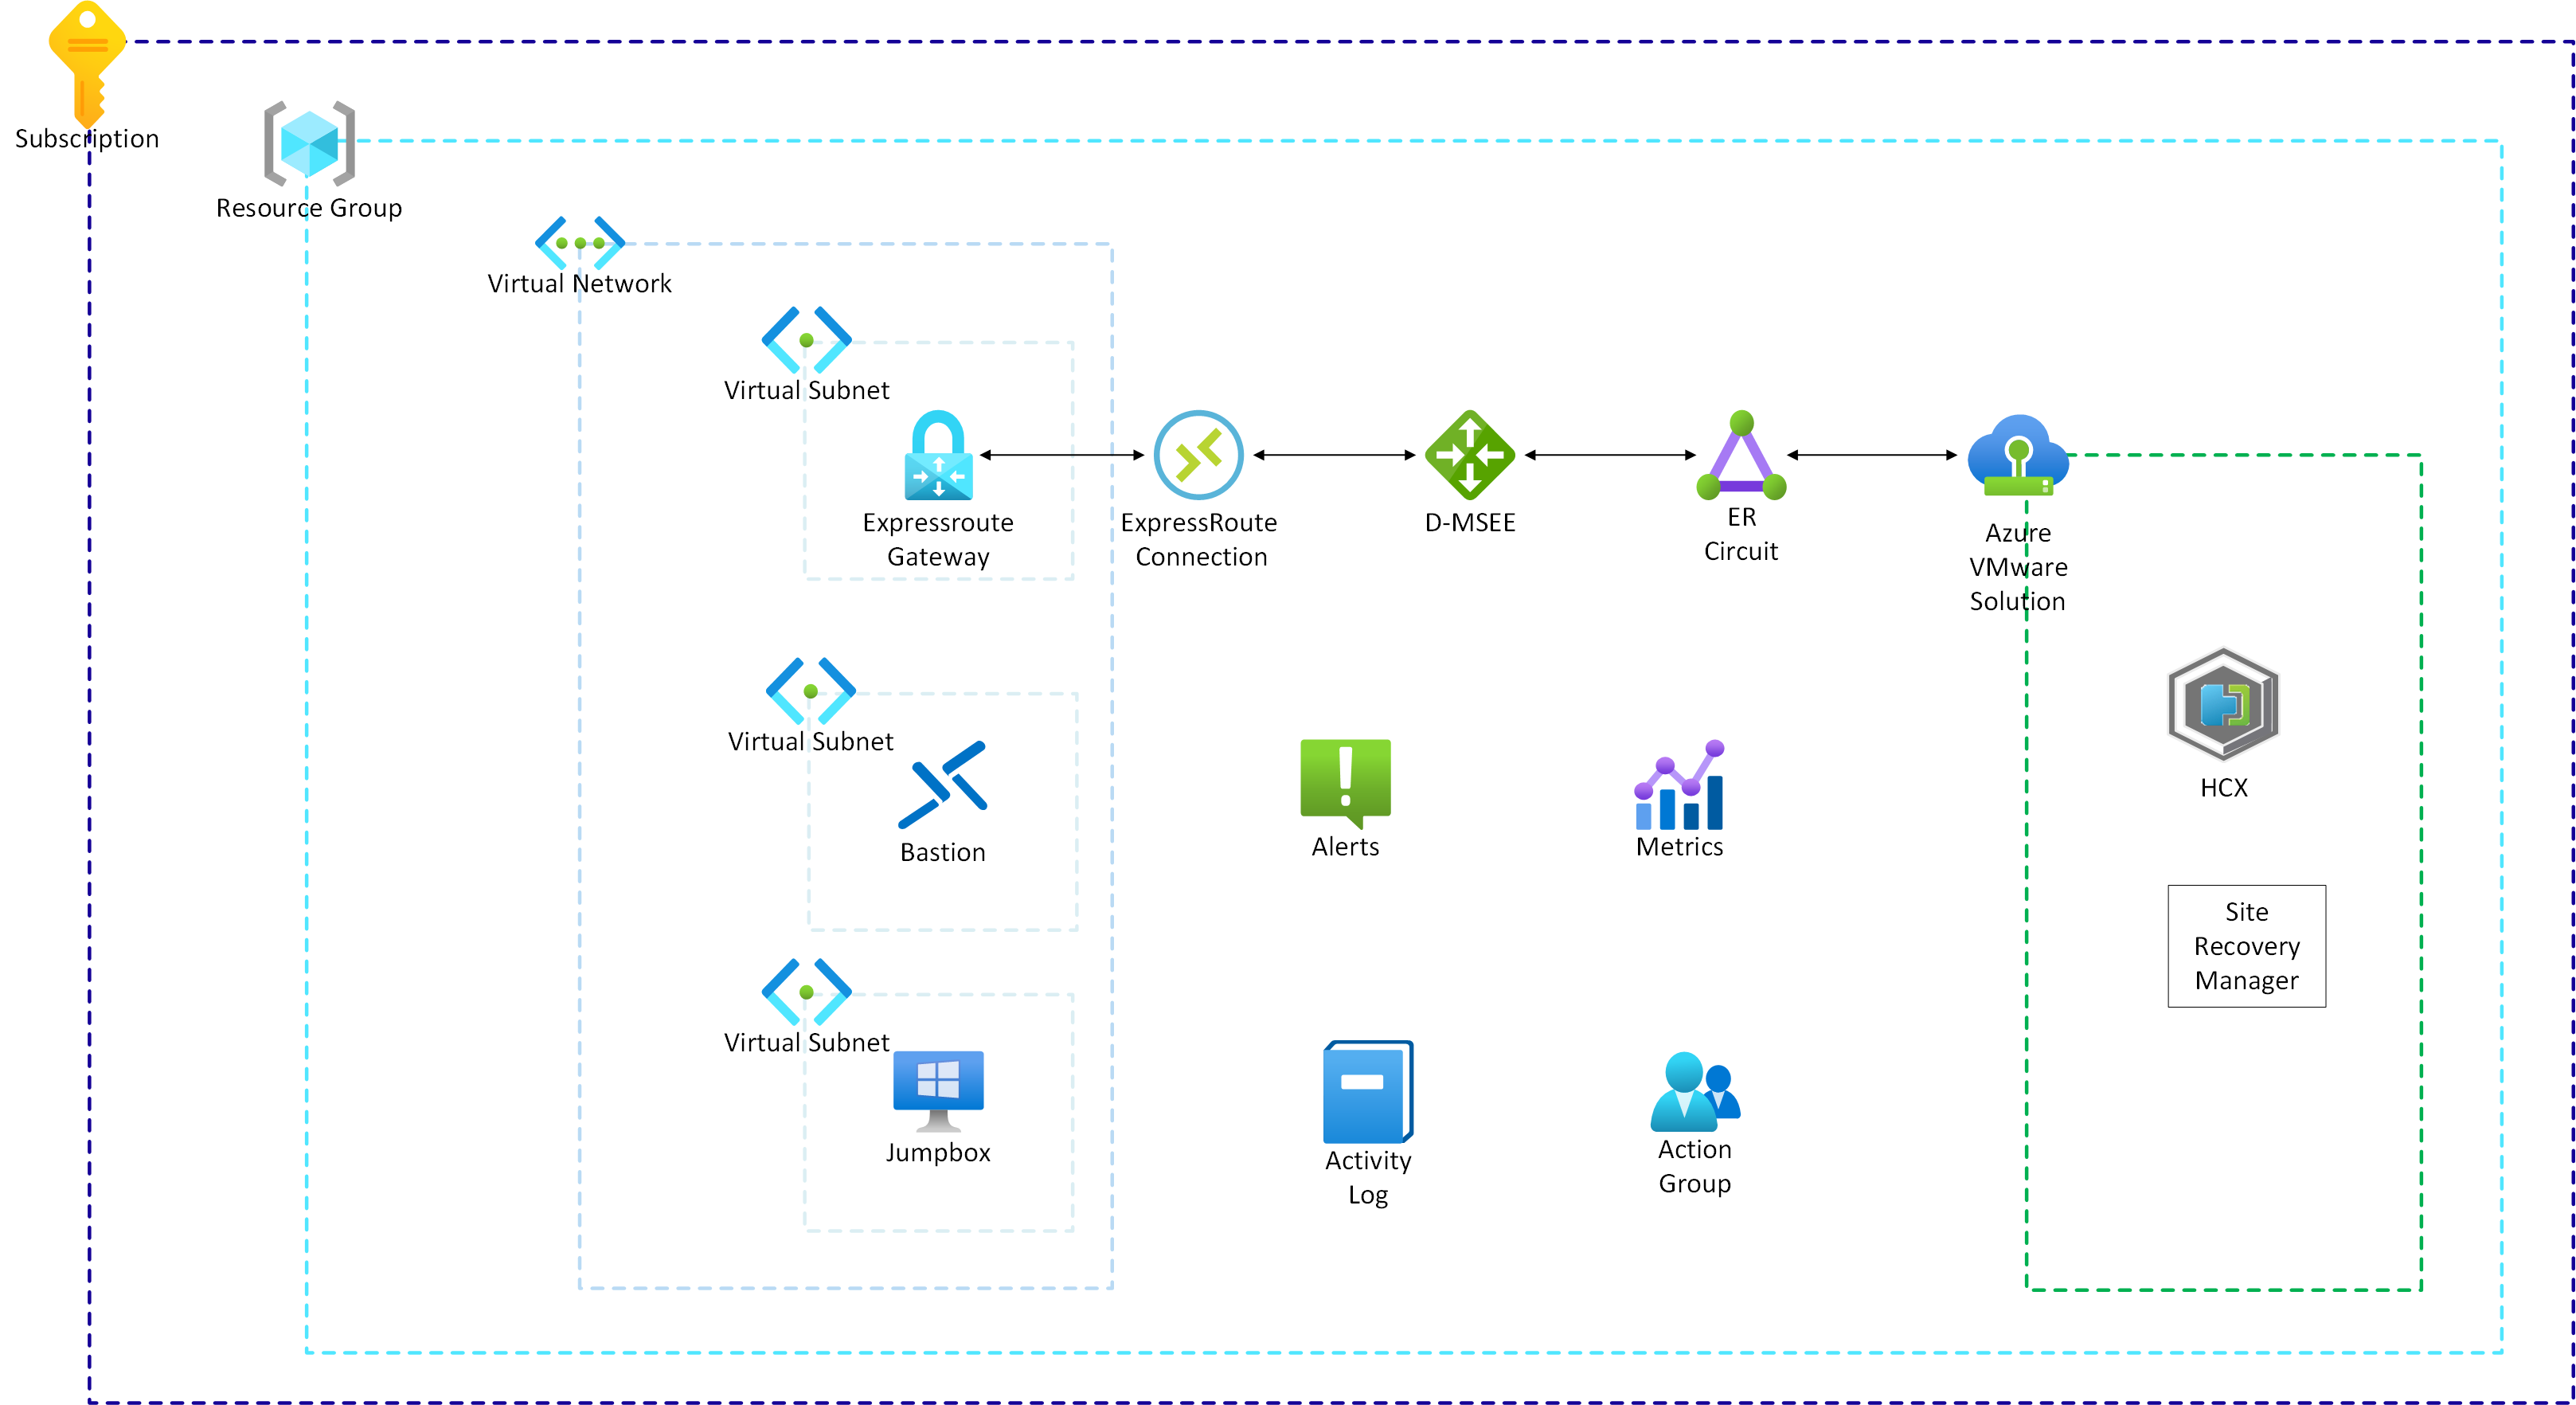 Subscription
Resource Group
Virtual Network
Virtual Subnet
Expressroute
Gateway
ExpressRoute
Connection
D-MSEE
ER
Circuit
Azure
VMware
Solution
Virtual Subnet
Bastion
Alerts
Metrics
HCX
Site
Recovery
Manager
Virtual Subnet
Jumpbox
Activity
Log
Action
Group